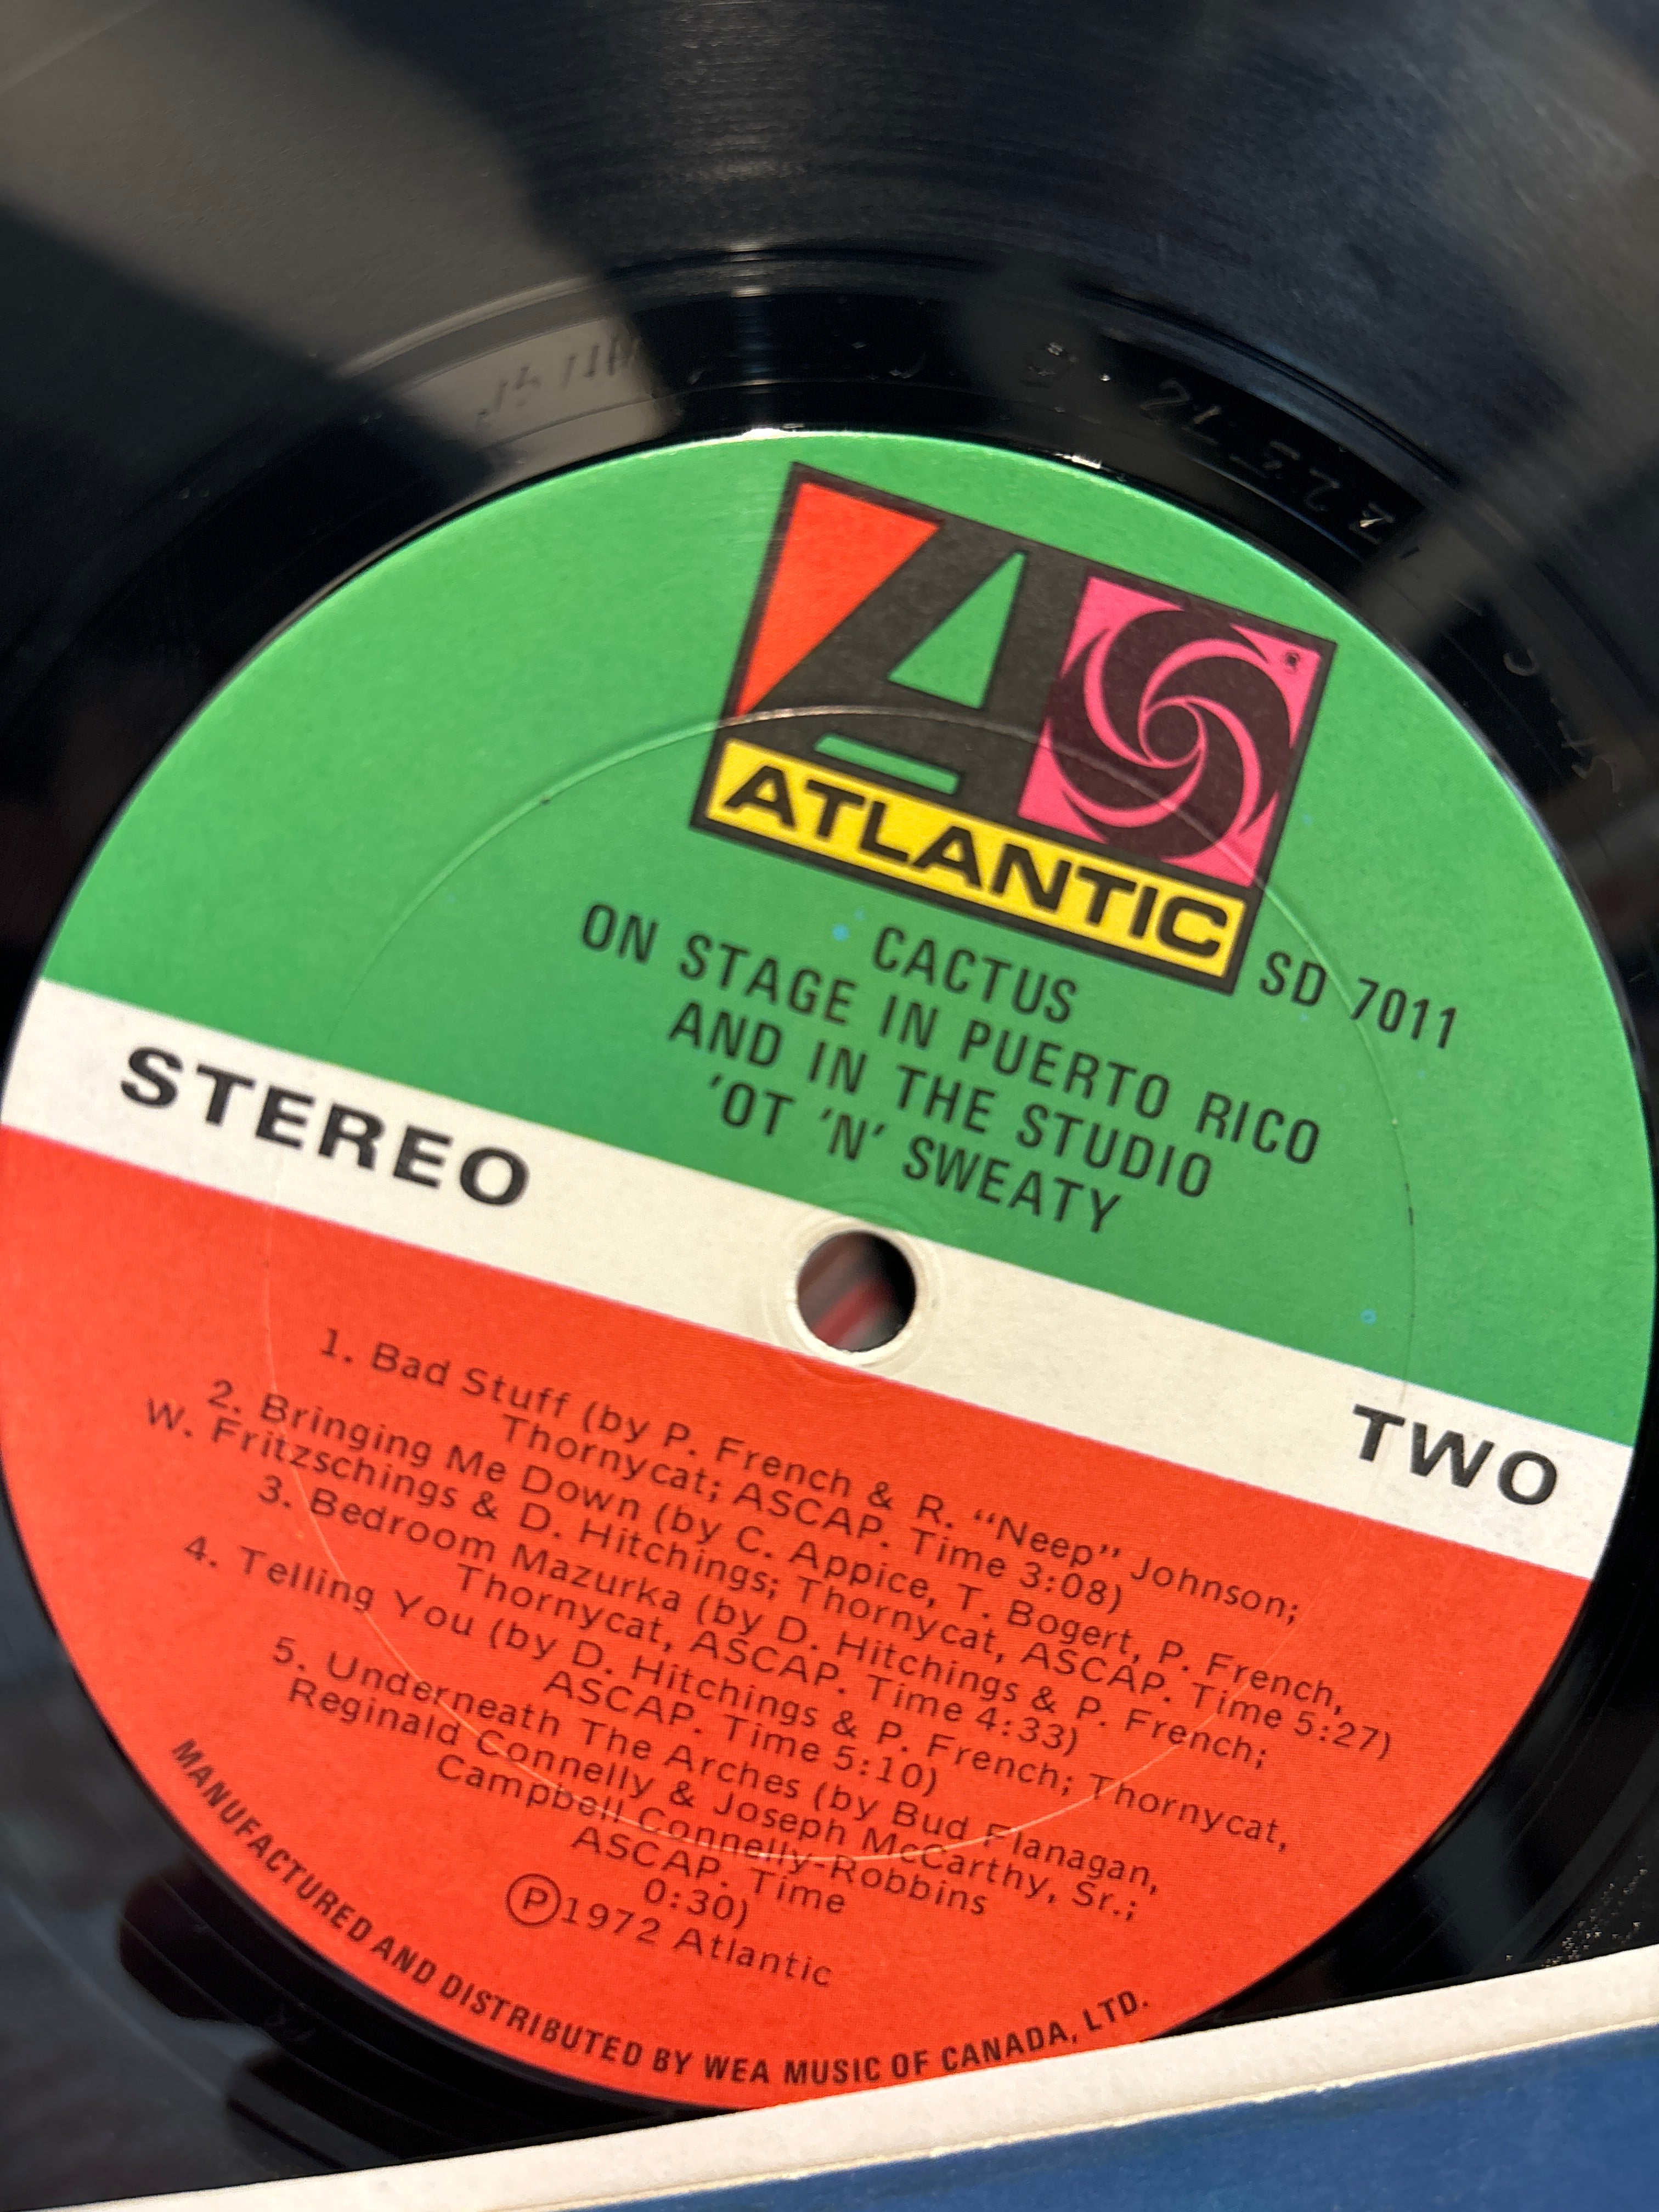 ATLANTIC
®
SD 7011
CACTUS
ON STAGE IN PUERTO RICO
AND IN THE STUDIO
'OT 'N' SWEATY
STEREO
TWO
1. Bad Stuff (by P. French & R. “Neep” Johnson;
Thornycat; ASCAP. Time 3:08)
2. Bringing Me Down (by C. Appice, T. Bogert, P. French,
W. Fritzschings & D. Hitchings; Thornycat, ASCAP. Time 5:27)
3. Bedroom Mazurka (by D. Hitchings & P. French;
Thornycat, ASCAP. Time 4:33)
4. Telling You (by D. Hitchings & P. French; Thornycat,
ASCAP. Time 5:10)
5. Underneath The Arches (by Bud Flanagan,
Reginald Connelly & Joseph McCarthy, Sr.;
Campbell Connelly-Robbins
ASCAP. Time
0:30)
Ⓟ1972 Atlantic
MANUFACTURED AND DISTRIBUTED BY WEA MUSIC OF CANADA, LTD.